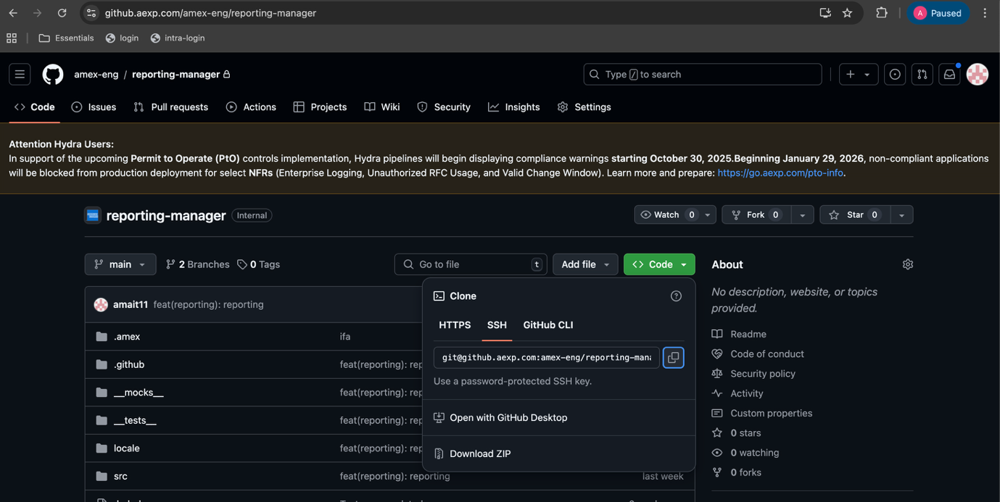 github.aexp.com/amex-eng/reporting-manager
A Paused
Essentials login intra-login
amex-eng / reporting-manager
Type / to search
Code Issues Pull requests Actions Projects Wiki Security Insights Settings
Attention Hydra Users:
In support of the upcoming Permit to Operate (PtO) controls implementation, Hydra pipelines will begin displaying compliance warnings starting October 30, 2025.Beginning January 29, 2026, non-compliant applications
will be blocked from production deployment for select NFRs (Enterprise Logging, Unauthorized RFC Usage, and Valid Change Window). Learn more and prepare: https://go.aexp.com/pto-info.
reporting-manager Internal
Watch 0 Fork 0 Star 0
main 2 Branches 0 Tags Go to file t Add file Code
About
No description, website, or topics
provided.
amait11 feat(reporting): reporting
Clone
HTTPS SSH GitHub CLI
git@github.aexp.com:amex-eng/reporting-mana
Use a password-protected SSH key.
Open with GitHub Desktop
Download ZIP
.amex ifa
.github feat(reporting): rep
__mocks__ feat(reporting): rep
__tests__ feat(reporting): rep
locale feat(reporting): rep
src feat(reporting): reporting last week
Readme
Code of conduct
Security policy
Activity
Custom properties
0 stars
0 watching
0 forks